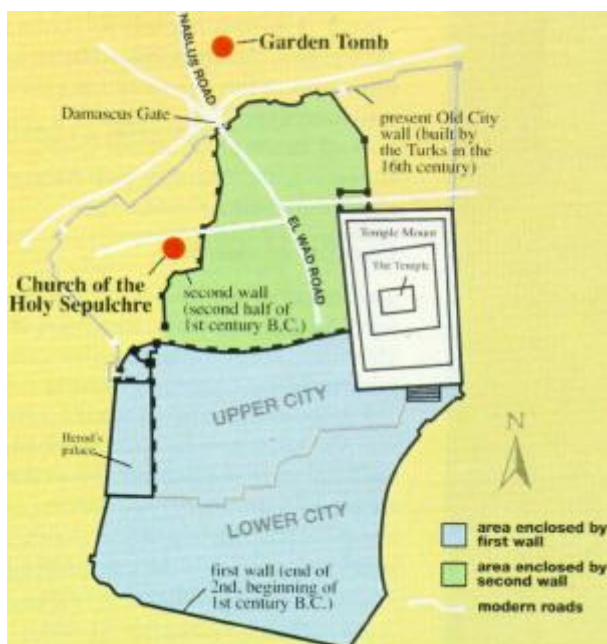 NABLUS ROAD
Garden Tomb
Damascus Gate
present Old City
wall (built by
the Turks in the
16th century)
EL WAD ROAD
Temple Mount
The Temple
Church of the
Holy Sepulchre
second wall
(second half of
1st century B.C.)
UPPER CITY
Herod's
palace
N
LOWER CITY
area enclosed by
first wall
area enclosed by
second wall
modern roads
first wall (end of
2nd, beginning of
1st century B.C.)